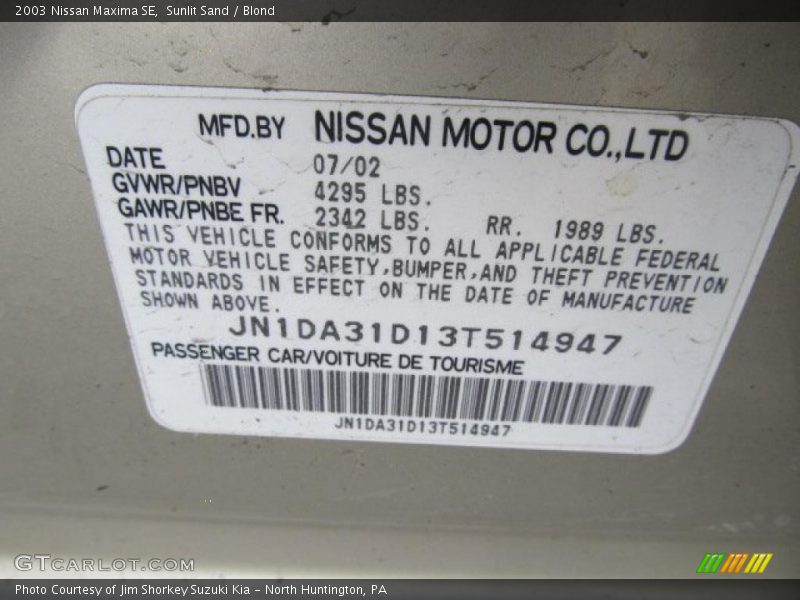 2003 Nissan Maxima SE, Sunlit Sand / Blond
MFD.BY NISSAN MOTOR CO.,LTD
DATE 07/02
GVWR/PNBV 4295 LBS.
GAWR/PNBE FR. 2342 LBS. RR. 1989 LBS.
THIS VEHICLE CONFORMS TO ALL APPLICABLE FEDERAL
MOTOR VEHICLE SAFETY,BUMPER,AND THEFT PREVENTION
STANDARDS IN EFFECT ON THE DATE OF MANUFACTURE
SHOWN ABOVE.
JN1DA31D13T514947
PASSENGER CAR/VOITURE DE TOURISME
JN1DA31D13T514947
GTCARLOT.COM
Photo Courtesy of Jim Shorkey Suzuki Kia - North Huntington, PA